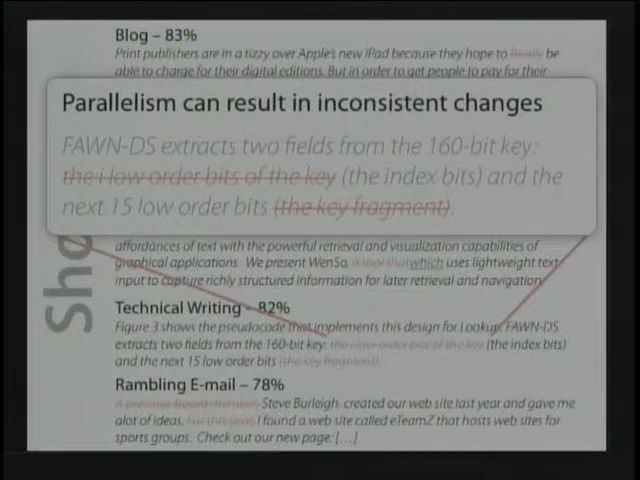 Blog – 83%
Print publishers are in a tizzy over Apple's new iPad because they hope to finally be
able to charge for their digital editions. But in order to get people to pay for their
Parallelism can result in inconsistent changes
FAWN-DS extracts two fields from the 160-bit key:
the i low order bits of the key (the index bits) and the
next 15 low order bits (the key fragment).
Sho
affordances of text with the powerful retrieval and visualization capabilities of
graphical applications. We present WenSo, a tool that which uses lightweight text
input to capture richly structured information for later retrieval and navigation
Technical Writing – 82%
Figure 3 shows the pseudocode that implements this design for Lookup. FAWN-DS
extracts two fields from the 160-bit key: the i low order bits of the key (the index bits)
and the next 15 low order bits (the key fragment).
Rambling E-mail – 78%
A previous board member Steve Burleigh created our web site last year and gave me
alot of ideas. For this year, I found a web site called eTeamZ that hosts web sites for
sports groups. Check out our new page: […]